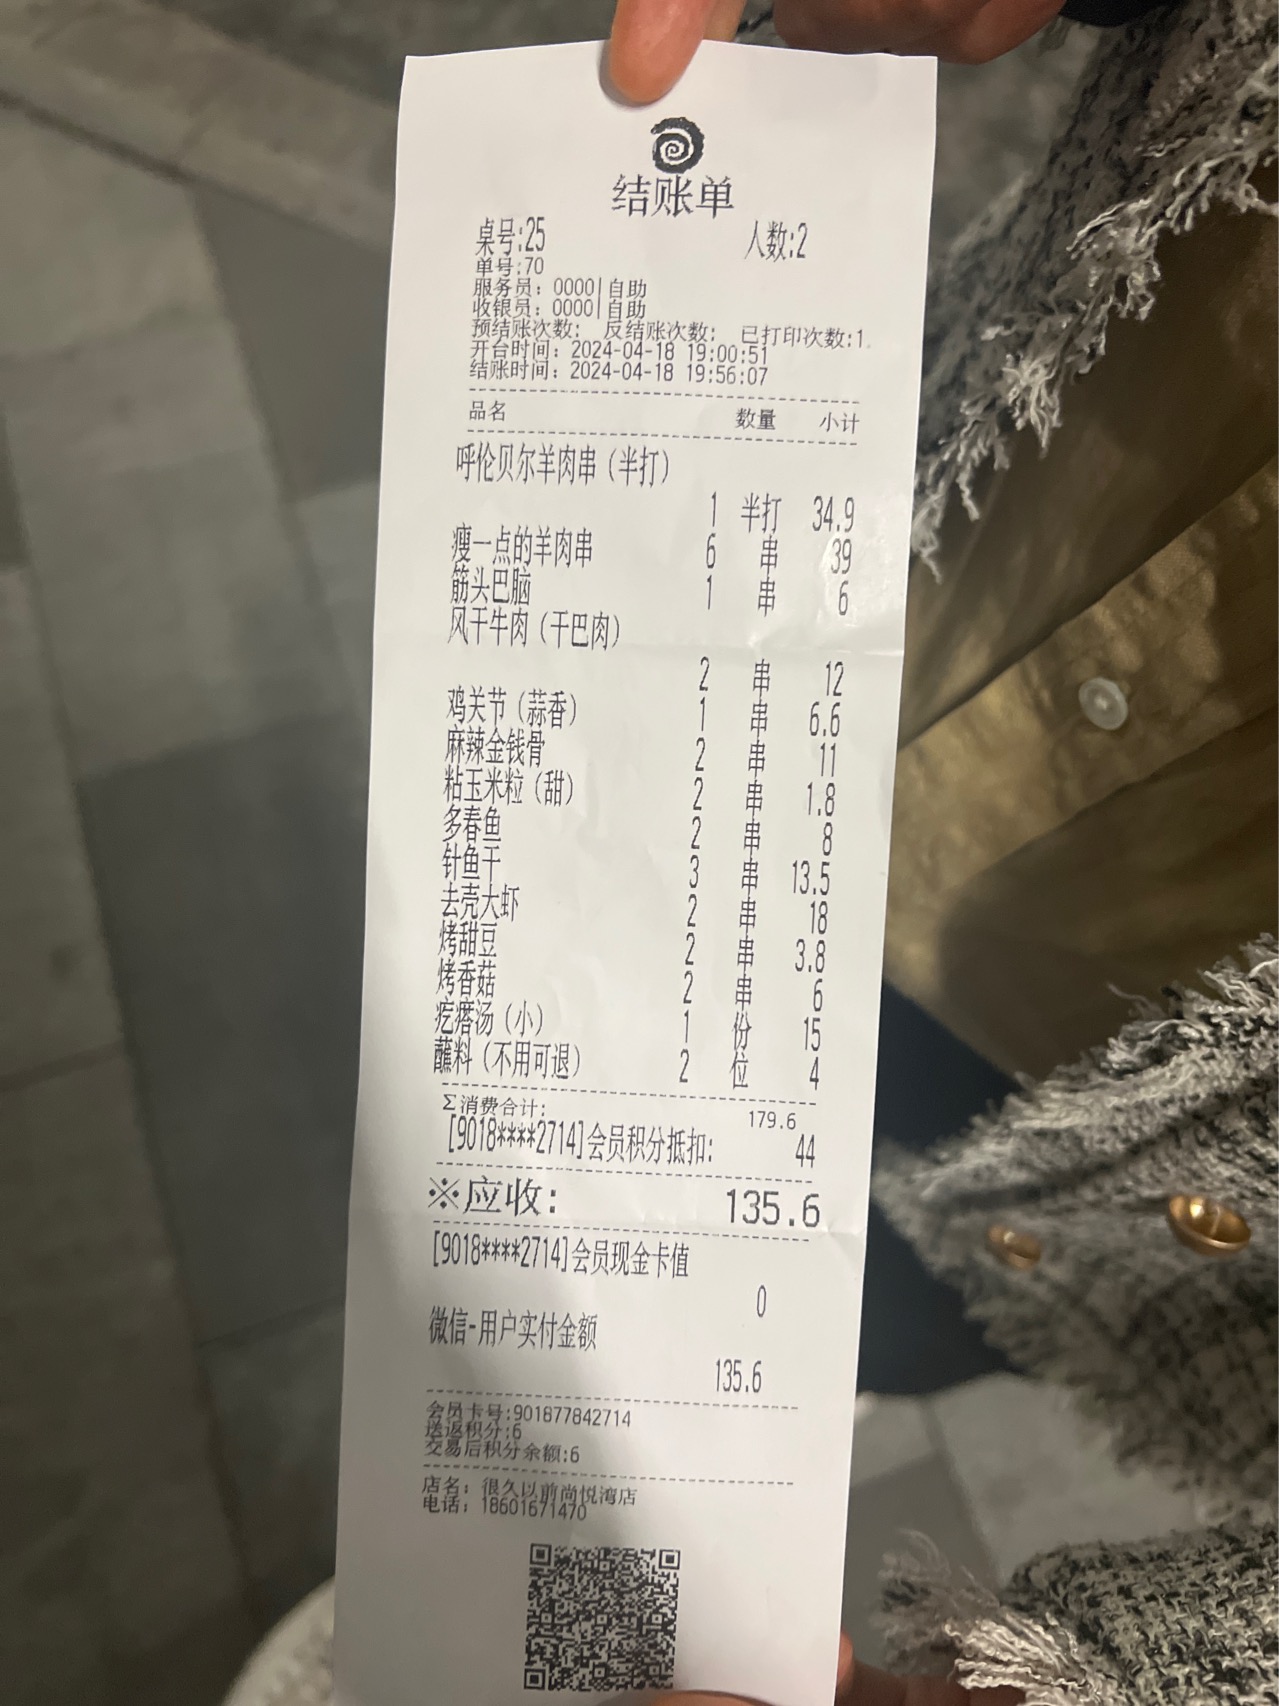 结账单
桌号:25 人数:2
单号:70
服务员: 0000|自助
收银员: 0000|自助
预结账次数: 反结账次数: 已打印次数:1
开台时间: 2024-04-18 19:00:51
结账时间: 2024-04-18 19:56:07
品名 数量 小计
呼伦贝尔羊肉串(半打)
1 半打 34.9
瘦一点的羊肉串 6 串 39
筋头巴脑 1 串 6
风干牛肉(干巴肉)
2 串 12
鸡关节(蒜香) 1 串 6.6
麻辣金钱骨 2 串 11
粘玉米粒(甜) 2 串 1.8
多春鱼 2 串 8
针鱼干 3 串 13.5
去壳大虾 2 串 18
烤甜豆 2 串 3.8
烤香菇 2 串 6
疙瘩汤(小) 1 份 15
蘸料(不用可退) 2 位 4
Σ消费合计: 179.6
[9018****2714]会员积分抵扣: 44
※应收: 135.6
[9018****2714]会员现金卡值
0
微信-用户实付金额
135.6
会员卡号:901877842714
送返积分:6
交易后积分余额:6
店名: 很久以前尚悦湾店
电话: 18601671470